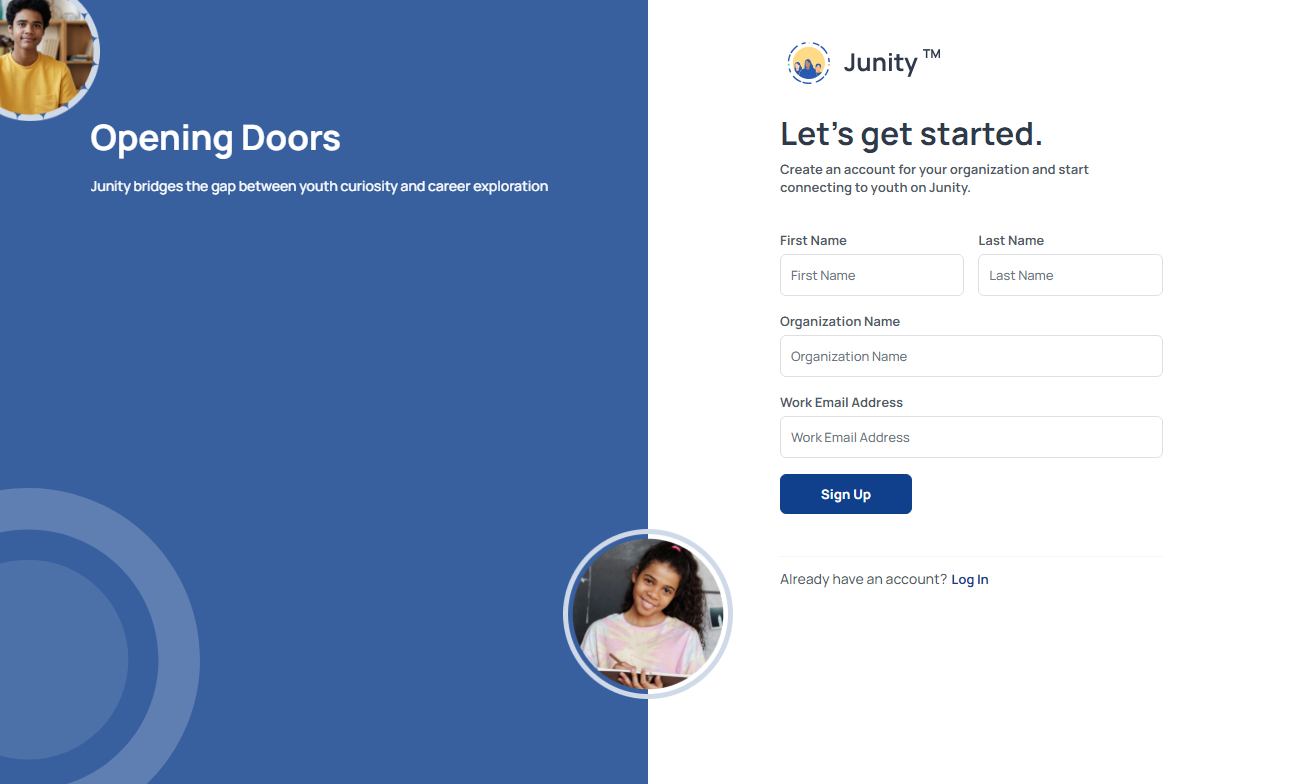 Opening Doors
Junity bridges the gap between youth curiosity and career exploration
Junity TM
Let's get started.
Create an account for your organization and start
connecting to youth on Junity.
First Name
Last Name
First Name
Last Name
Organization Name
Organization Name
Work Email Address
Work Email Address
Sign Up
Already have an account? Log In